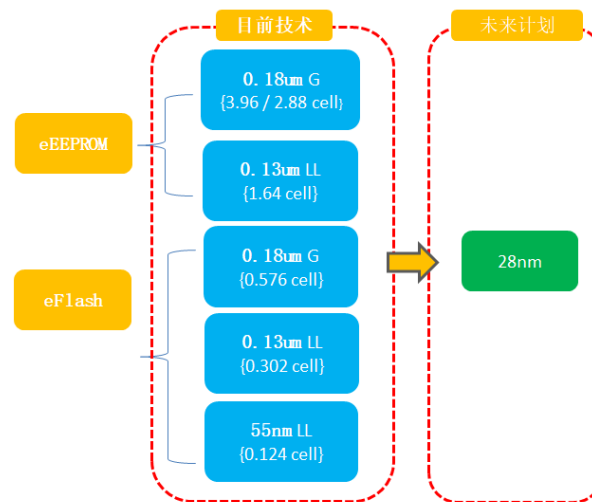 目前技术
未来计划
eEEPROM
0.18um G
{3.96 / 2.88 cell}
0.13um LL
{1.64 cell}
eFlash
0.18um G
{0.576 cell}
0.13um LL
{0.302 cell}
55nm LL
{0.124 cell}
28nm